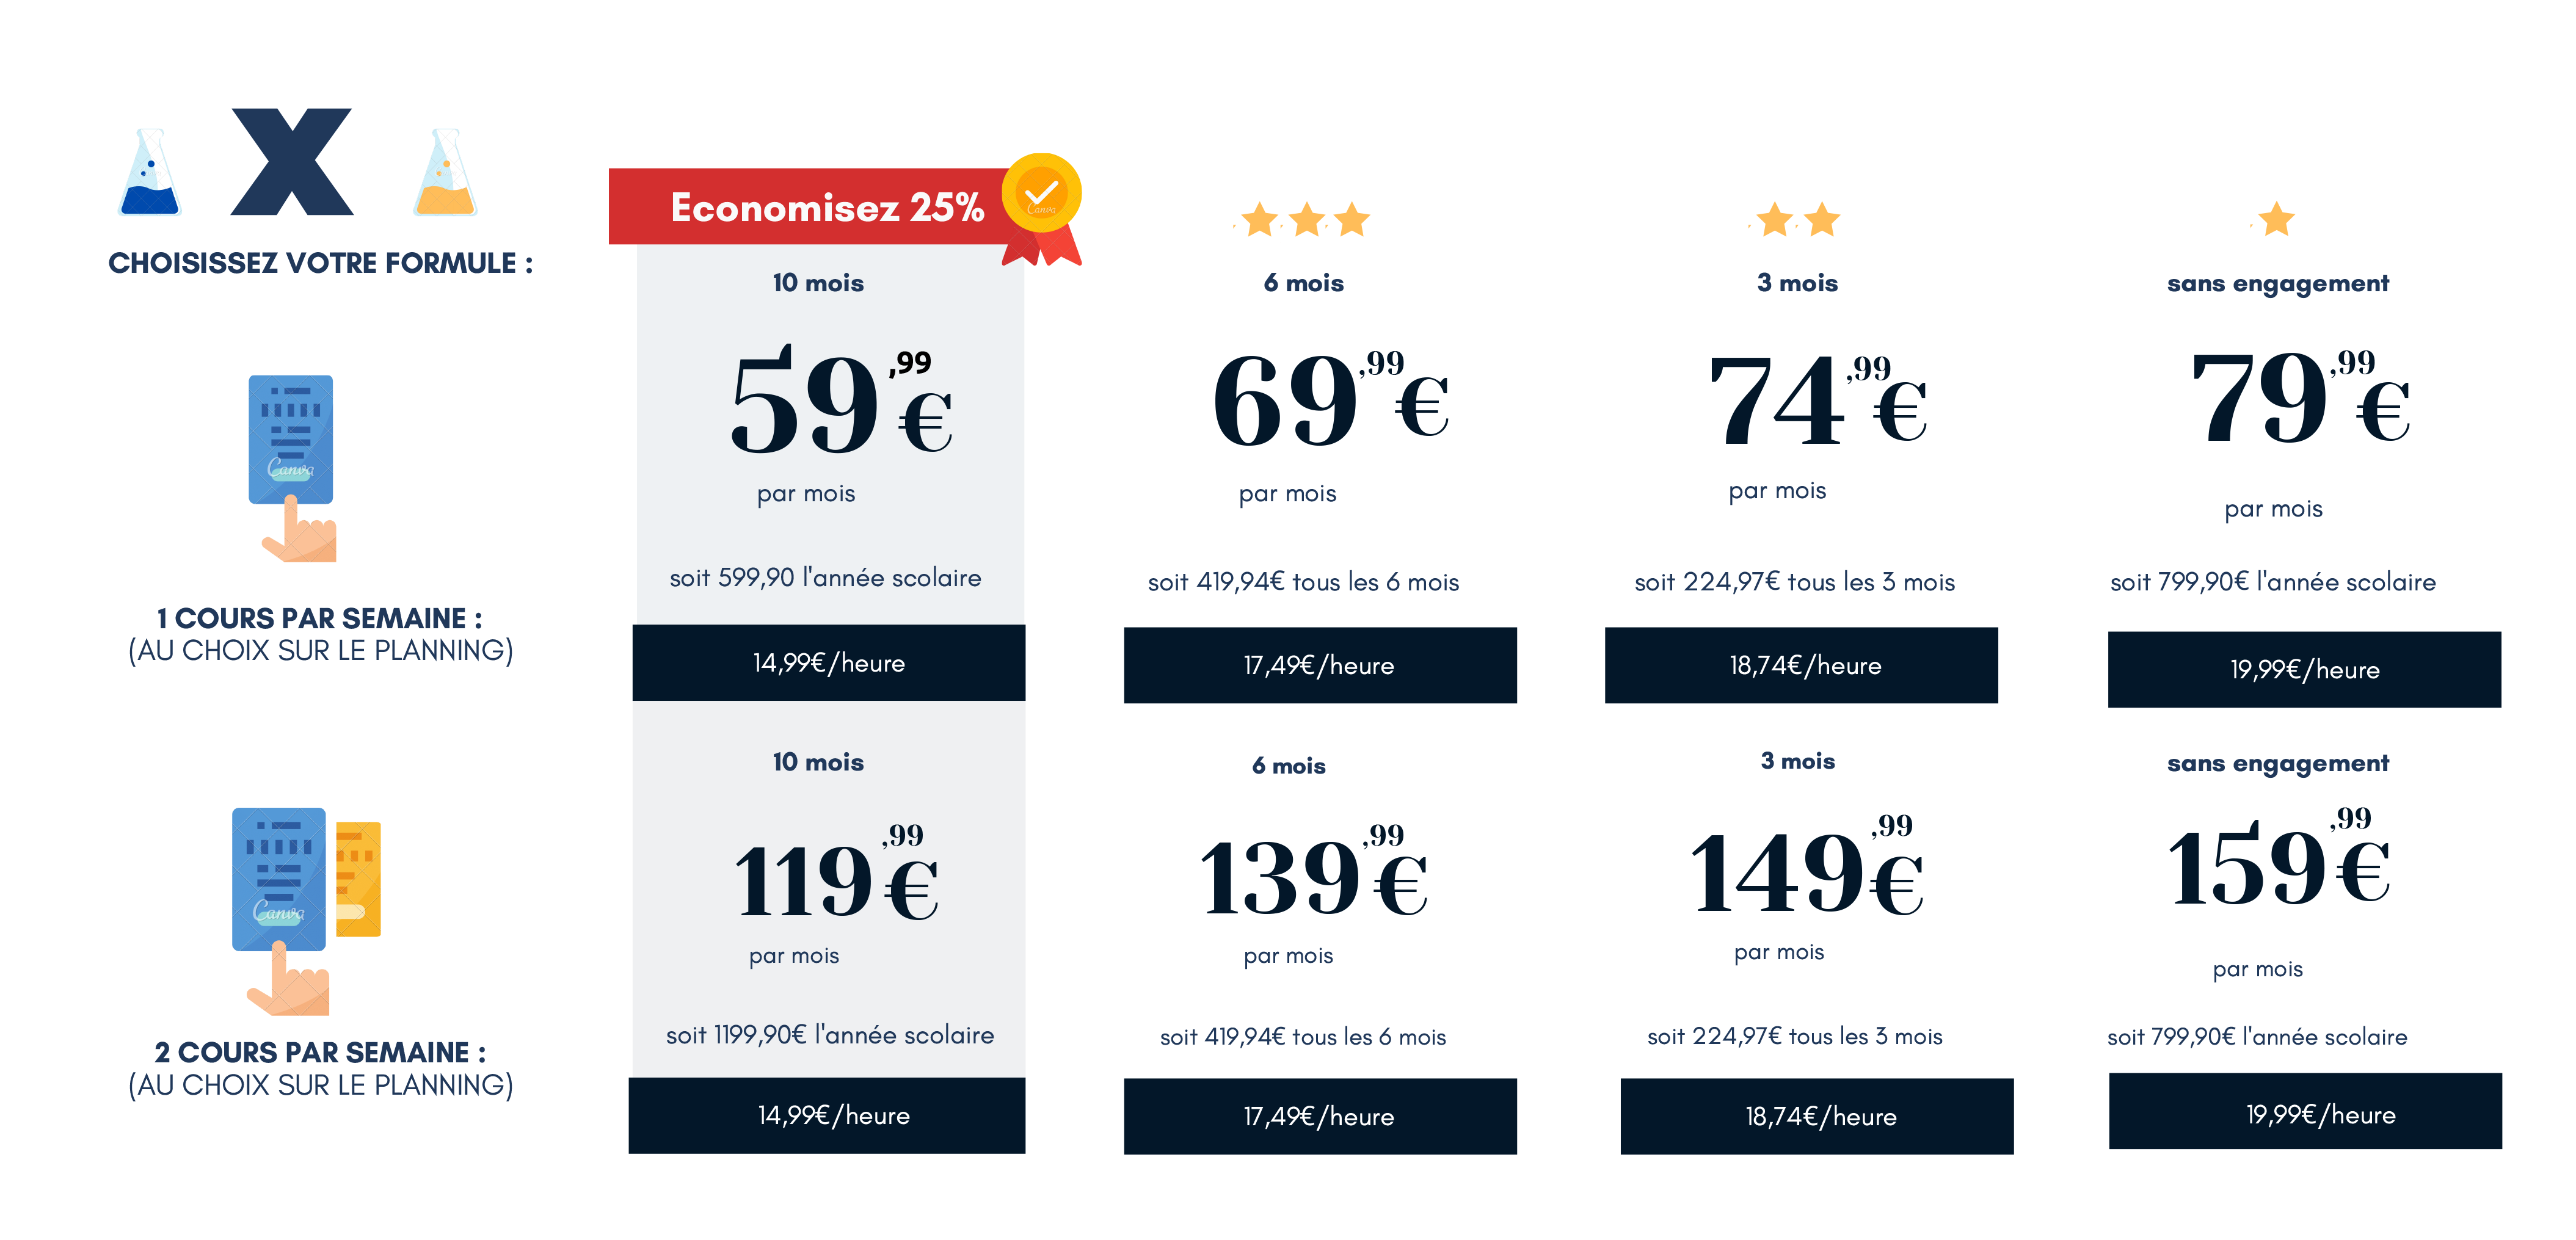 X
CHOISISSEZ VOTRE FORMULE :
Economisez 25%
Canva
10 mois
59,99€
par mois
soit 599,90 l'année scolaire
14,99€/heure
6 mois
69,99€
par mois
soit 419,94€ tous les 6 mois
17,49€/heure
3 mois
74,99€
par mois
soit 224,97€ tous les 3 mois
18,74€/heure
sans engagement
79,99€
par mois
soit 799,90€ l'année scolaire
19,99€/heure
Canva
1 COURS PAR SEMAINE :
(AU CHOIX SUR LE PLANNING)
10 mois
119,99€
par mois
soit 1199,90€ l'année scolaire
14,99€/heure
6 mois
139,99€
par mois
soit 419,94€ tous les 6 mois
17,49€/heure
3 mois
149,99€
par mois
soit 224,97€ tous les 3 mois
18,74€/heure
sans engagement
159,99€
par mois
soit 799,90€ l'année scolaire
19,99€/heure
Canva
2 COURS PAR SEMAINE :
(AU CHOIX SUR LE PLANNING)